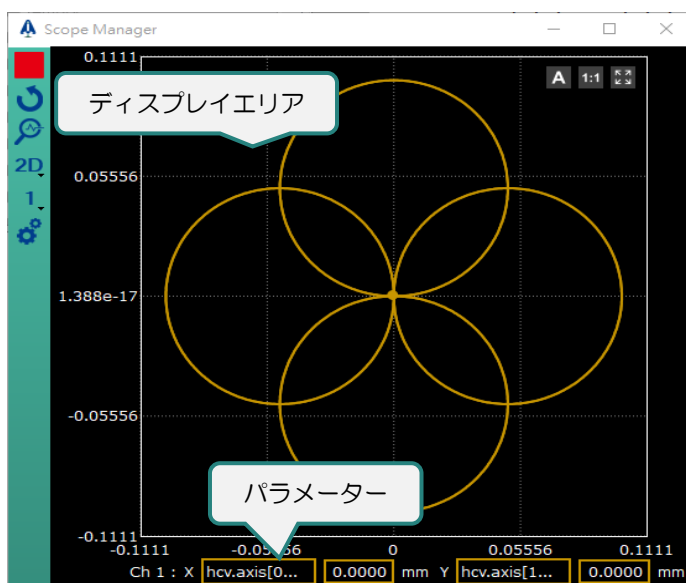 Scope Manager
0.1111
A 1:1
ディスプレイエリア
2D
0.05556
1
1.388e-17
-0.05556
パラメーター
-0.1111
-0.1111 0 0.05556 0.1111
Ch 1 : X hcv.axis[0... 0.0000 mm Y hcv.axis[1... 0.0000 mm